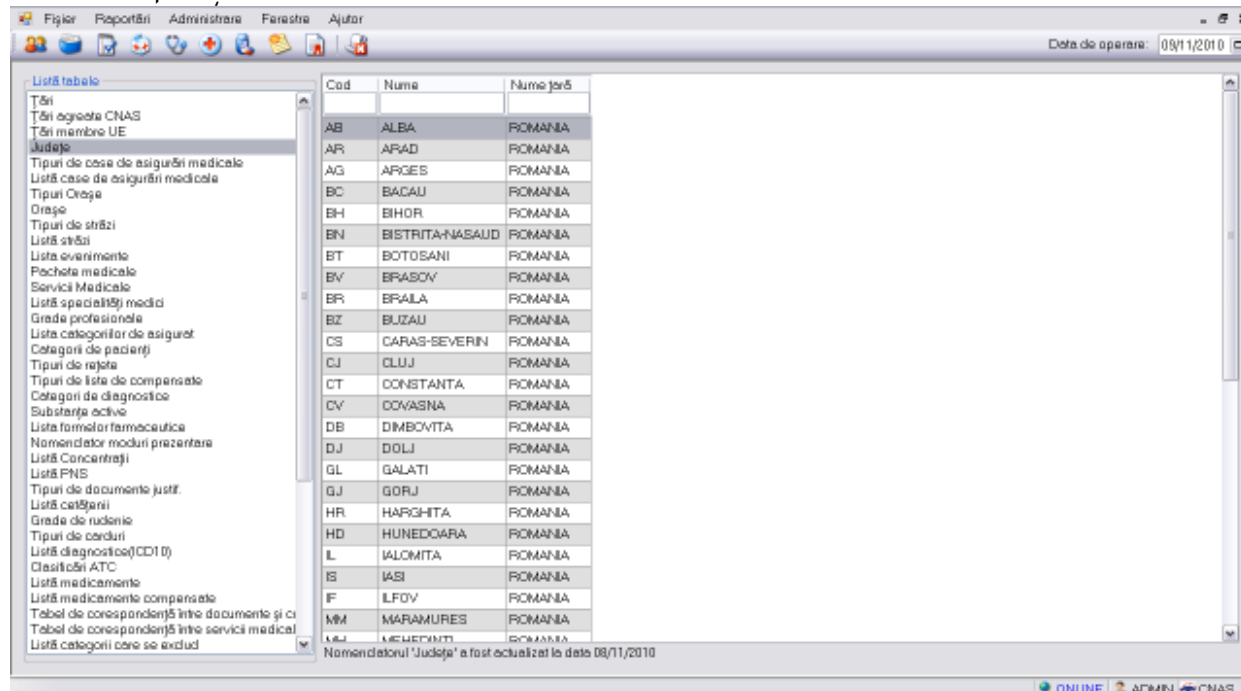 Fişier Raportări Administrare Ferestre Ajutor
Data de operare: 09/11/2010
Listă tabele
Ţări
Ţări agreate CNAS
Ţări membre UE
Judeţe
Tipuri de case de asigurări medicale
Listă case de asigurări medicale
Tipuri Oraşe
Oraşe
Tipuri de străzi
Listă străzi
Lista evenimente
Pachete medicale
Servicii Medicale
Listă specialităţi medici
Grade profesionale
Lista categoriilor de asigurat
Categorii de pacienţi
Tipuri de reţete
Tipuri de liste de compensate
Categorii de diagnostice
Substanţe active
Lista formelor farmaceutice
Nomenclator moduri prezentare
Listă Concentraţii
Listă PNS
Tipuri de documente justif.
Listă cetăţenii
Grade de rudenie
Tipuri de carduri
Listă diagnostice(ICD10)
Clasificări ATC
Listă medicamente
Listă medicamente compensate
Tabel de corespondenţă între documente şi
Tabel de corespondenţă între servicii medical
Listă categorii care se exclud
Cod Nume Nume ţară
AB ALBA ROMANIA
AR ARAD ROMANIA
AG ARGES ROMANIA
BC BACAU ROMANIA
BH BIHOR ROMANIA
BN BISTRITA-NASAUD ROMANIA
BT BOTOSANI ROMANIA
BV BRASOV ROMANIA
BR BRAILA ROMANIA
BZ BUZAU ROMANIA
CS CARAS-SEVERIN ROMANIA
CJ CLUJ ROMANIA
CT CONSTANTA ROMANIA
CV COVASNA ROMANIA
DB DIMBOVITA ROMANIA
DJ DOLJ ROMANIA
GL GALATI ROMANIA
GJ GORJ ROMANIA
HR HARGHITA ROMANIA
HD HUNEDOARA ROMANIA
IL IALOMITA ROMANIA
IS IASI ROMANIA
IF ILFOV ROMANIA
MM MARAMURES ROMANIA
MH MEHEDINTI ROMANIA
Nomenclatorul 'Judeţe' a fost actualizat la data 08/11/2010
ONLINE ADMIN CNAS